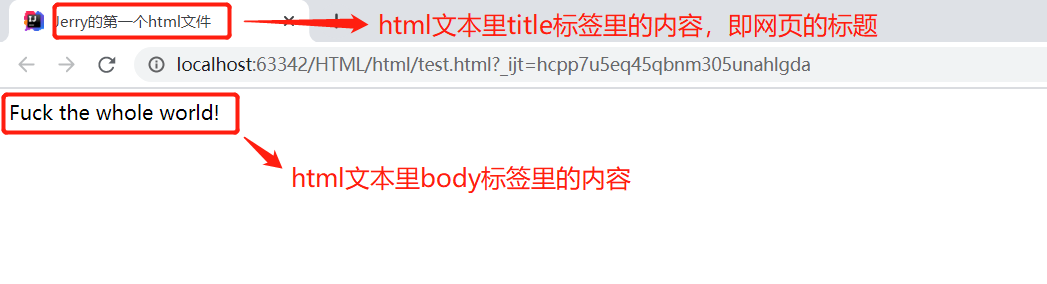 Jerry的第一个html文件
html文本里title标签里的内容，即网页的标题
localhost:63342/HTML/html/test.html?_ijt=hcpp7u5eq45qbnm305unahlgda
Fuck the whole world!
html文本里body标签里的内容